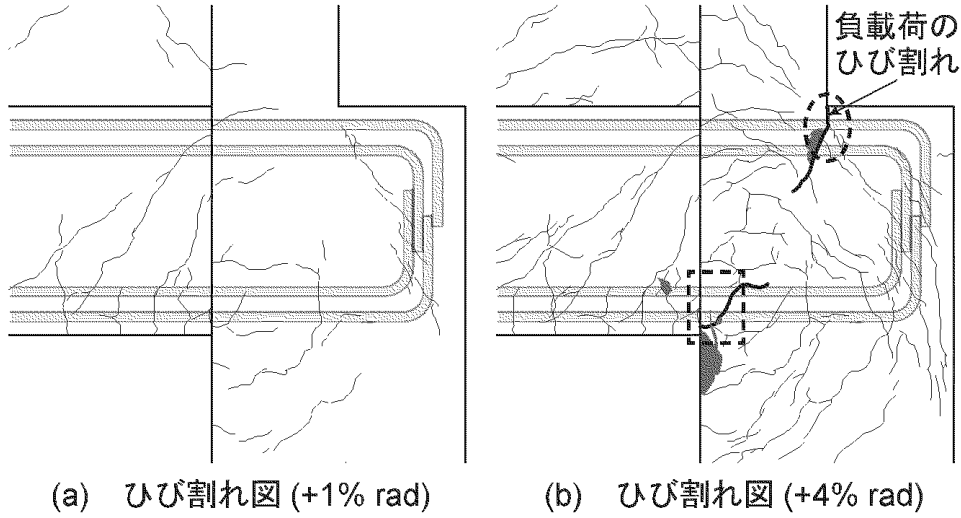 負載荷の
ひび割れ
(a) ひび割れ図 (+1% rad)
(b) ひび割れ図 (+4% rad)